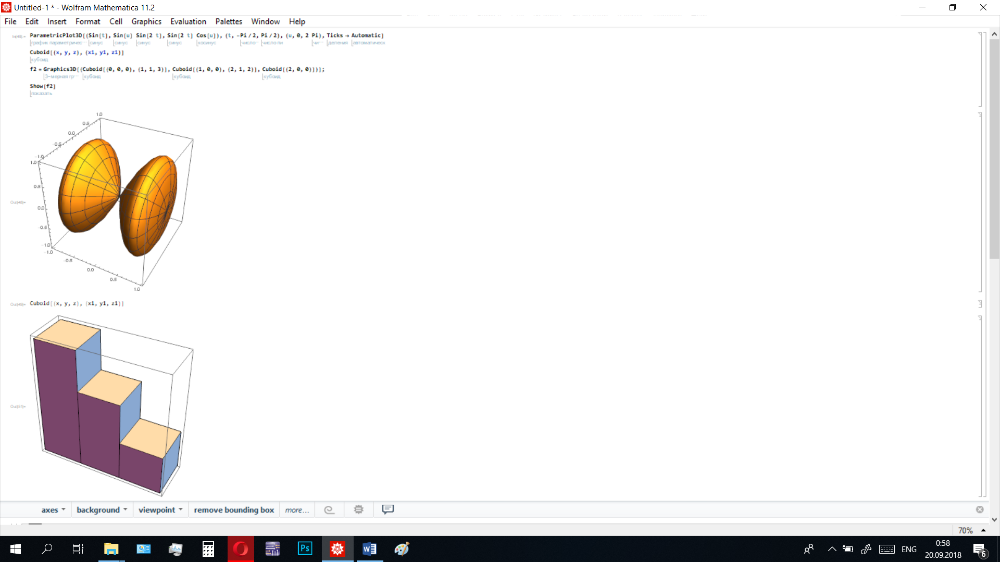 Untitled-1 * - Wolfram Mathematica 11.2
File Edit Insert Format Cell Graphics Evaluation Palettes Window Help
In[48]:= ParametricPlot3D[{Sin[t], Sin[u] Sin[2 t], Sin[2 t] Cos[u]}, {t, -Pi / 2, Pi / 2}, {u, 0, 2 Pi}, Ticks → Automatic]
график параметричес··· синус синус синус синус косинус число·· число пи чи·· деления автоматическ
Cuboid[{x, y, z}, {x1, y1, z1}]
кубоид
f2 = Graphics3D[{Cuboid[{0, 0, 0}, {1, 1, 3}], Cuboid[{1, 0, 0}, {2, 1, 2}], Cuboid[{2, 0, 0}]}];
3-мерная гр··· кубоид кубоид кубоид
Show[f2]
показать
1.0
0.5
0.0
-0.5
-1.0
1.0
0.5
Out[48]=
0.0
-0.5
-1.0
-1.0
-0.5
0.0
0.5
1.0
Out[49]= Cuboid[{x, y, z}, {x1, y1, z1}]
Out[51]=
axes background viewpoint remove bounding box more...
70%
Ps
W
ENG
0:58
20.09.2018
6